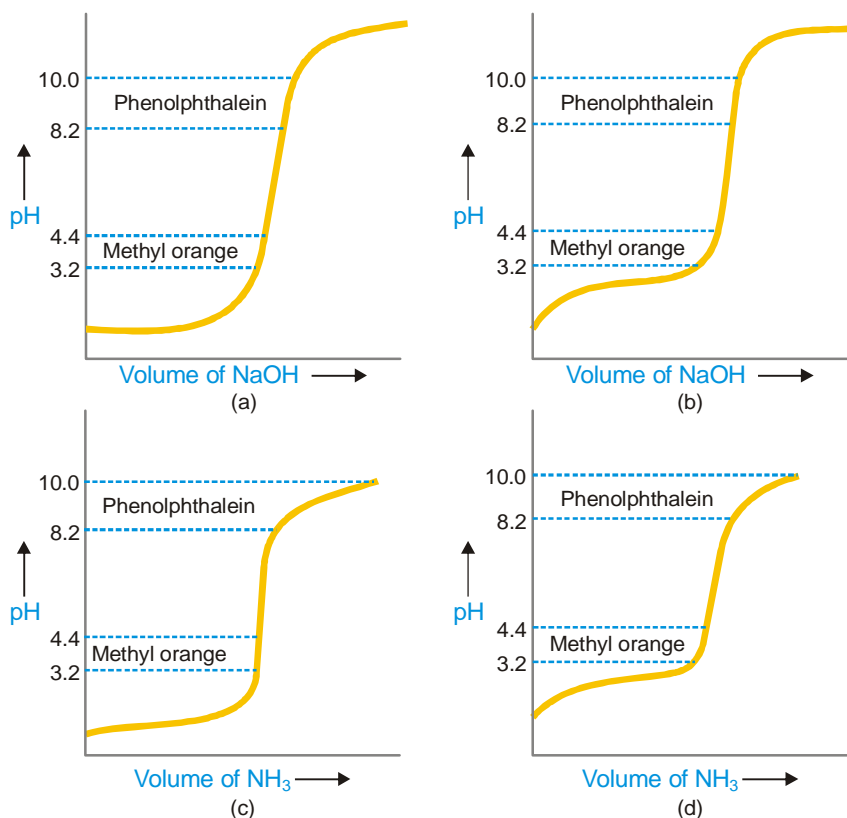 10.0
Phenolphthalein
8.2
pH
4.4
Methyl orange
3.2
Volume of NaOH
(a)
10.0
Phenolphthalein
8.2
pH
4.4
Methyl orange
3.2
Volume of NaOH
(b)
10.0
Phenolphthalein
8.2
pH
4.4
Methyl orange
3.2
Volume of NH₃
(c)
10.0
Phenolphthalein
8.2
pH
4.4
Methyl orange
3.2
Volume of NH₃
(d)